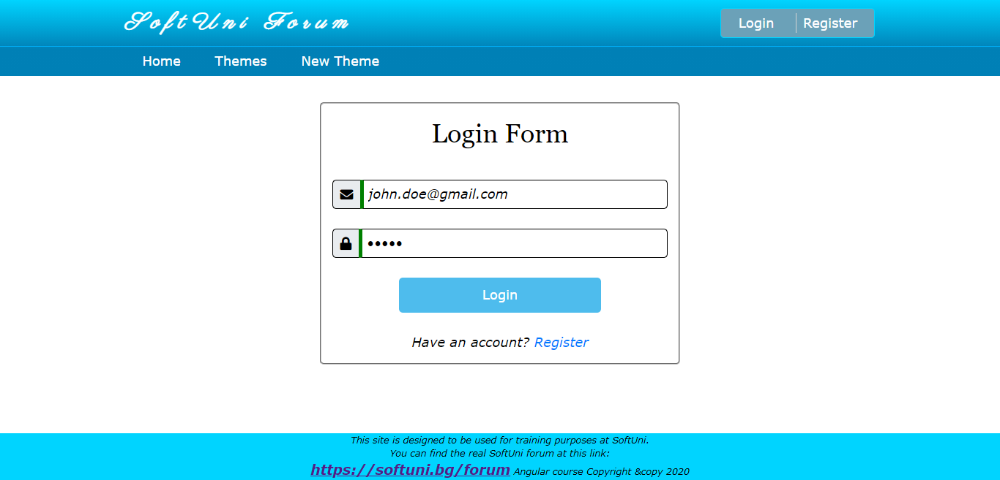 SoftUni Forum
Login
Register
Home
Themes
New Theme
Login Form
john.doe@gmail.com
•••••
Login
Have an account? Register
This site is designed to be used for training purposes at SoftUni.
You can find the real SoftUni forum at this link:
https://softuni.bg/forum Angular course Copyright &copy 2020